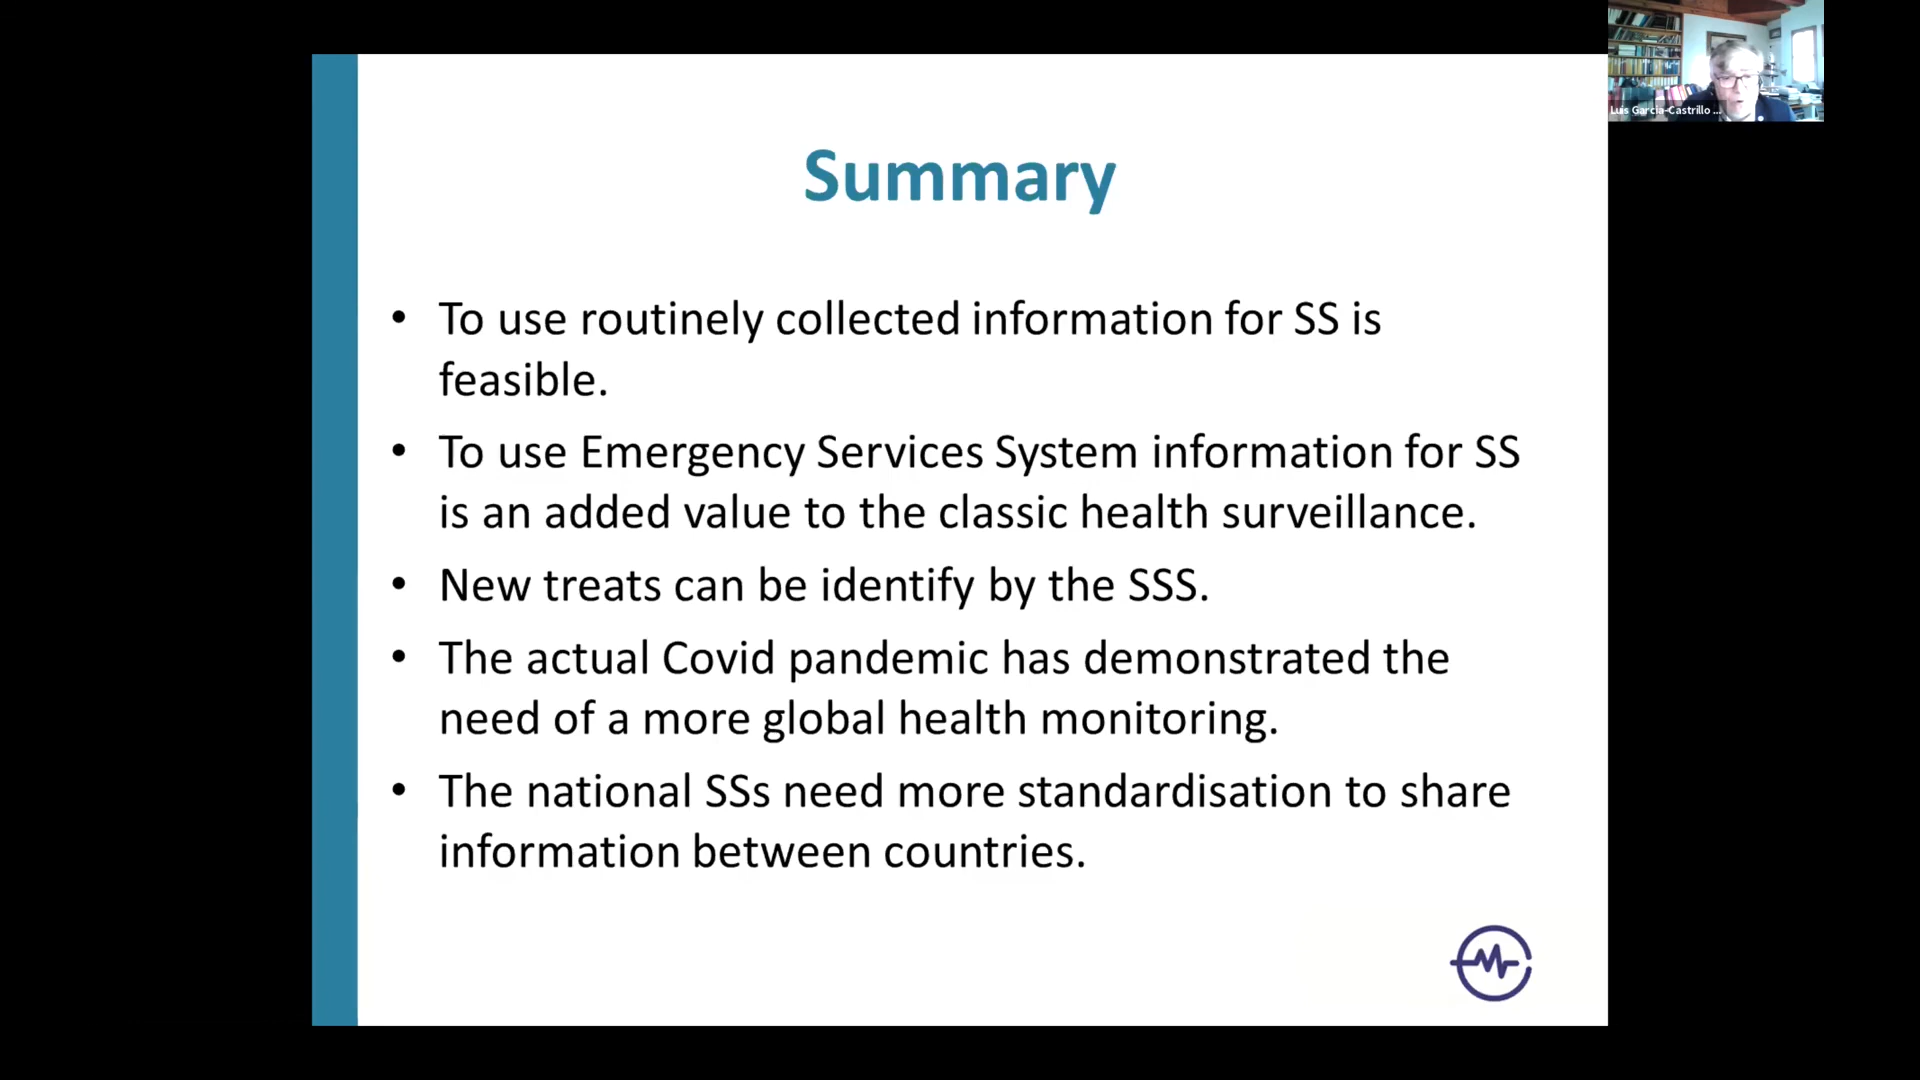 Luis Garcia-Castrillo ...
Summary
• To use routinely collected information for SS is
feasible.
• To use Emergency Services System information for SS
is an added value to the classic health surveillance.
• New treats can be identify by the SSS.
• The actual Covid pandemic has demonstrated the
need of a more global health monitoring.
• The national SSs need more standardisation to share
information between countries.